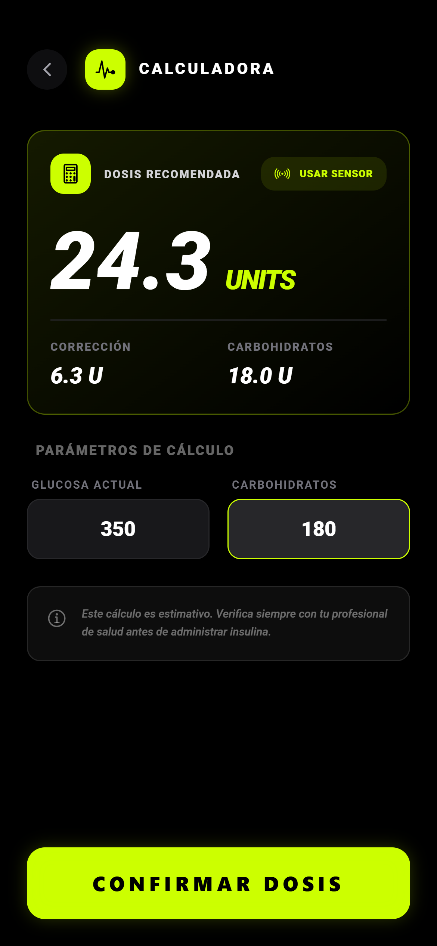 CALCULADORA
DOSIS RECOMENDADA
USAR SENSOR
24.3 UNITS
CORRECCIÓN
CARBOHIDRATOS
6.3 U
18.0 U
PARÁMETROS DE CÁLCULO
GLUCOSA ACTUAL
CARBOHIDRATOS
350
180
Este cálculo es estimativo. Verifica siempre con tu profesional
de salud antes de administrar insulina.
CONFIRMAR DOSIS